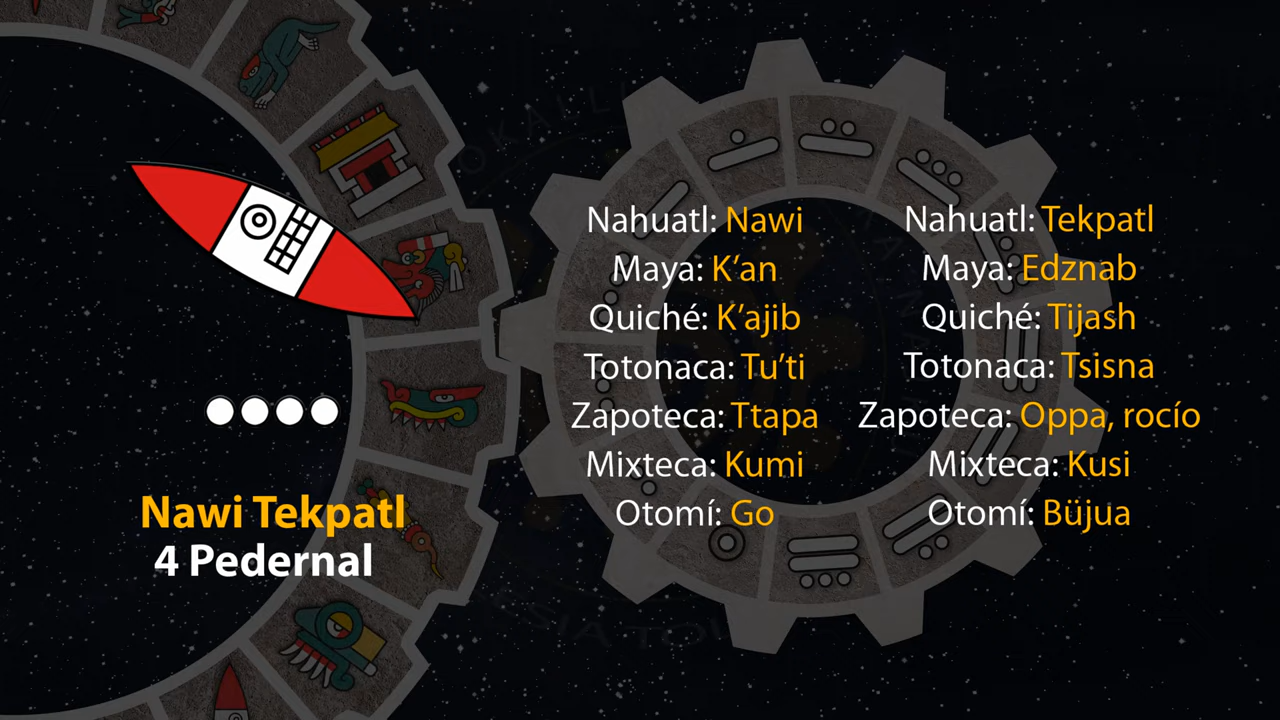 Nahuatl: Nawi
Maya: K’an
Quiché: K’ajib
Totonaca: Tu’ti
Zapoteca: Ttapa
Mixteca: Kumi
Otomí: Go
Nahuatl: Tekpatl
Maya: Edznab
Quiché: Tijash
Totonaca: Tsisna
Zapoteca: Oppa, rocío
Mixteca: Kusi
Otomí: Büjua
Nawi Tekpatl
4 Pedernal